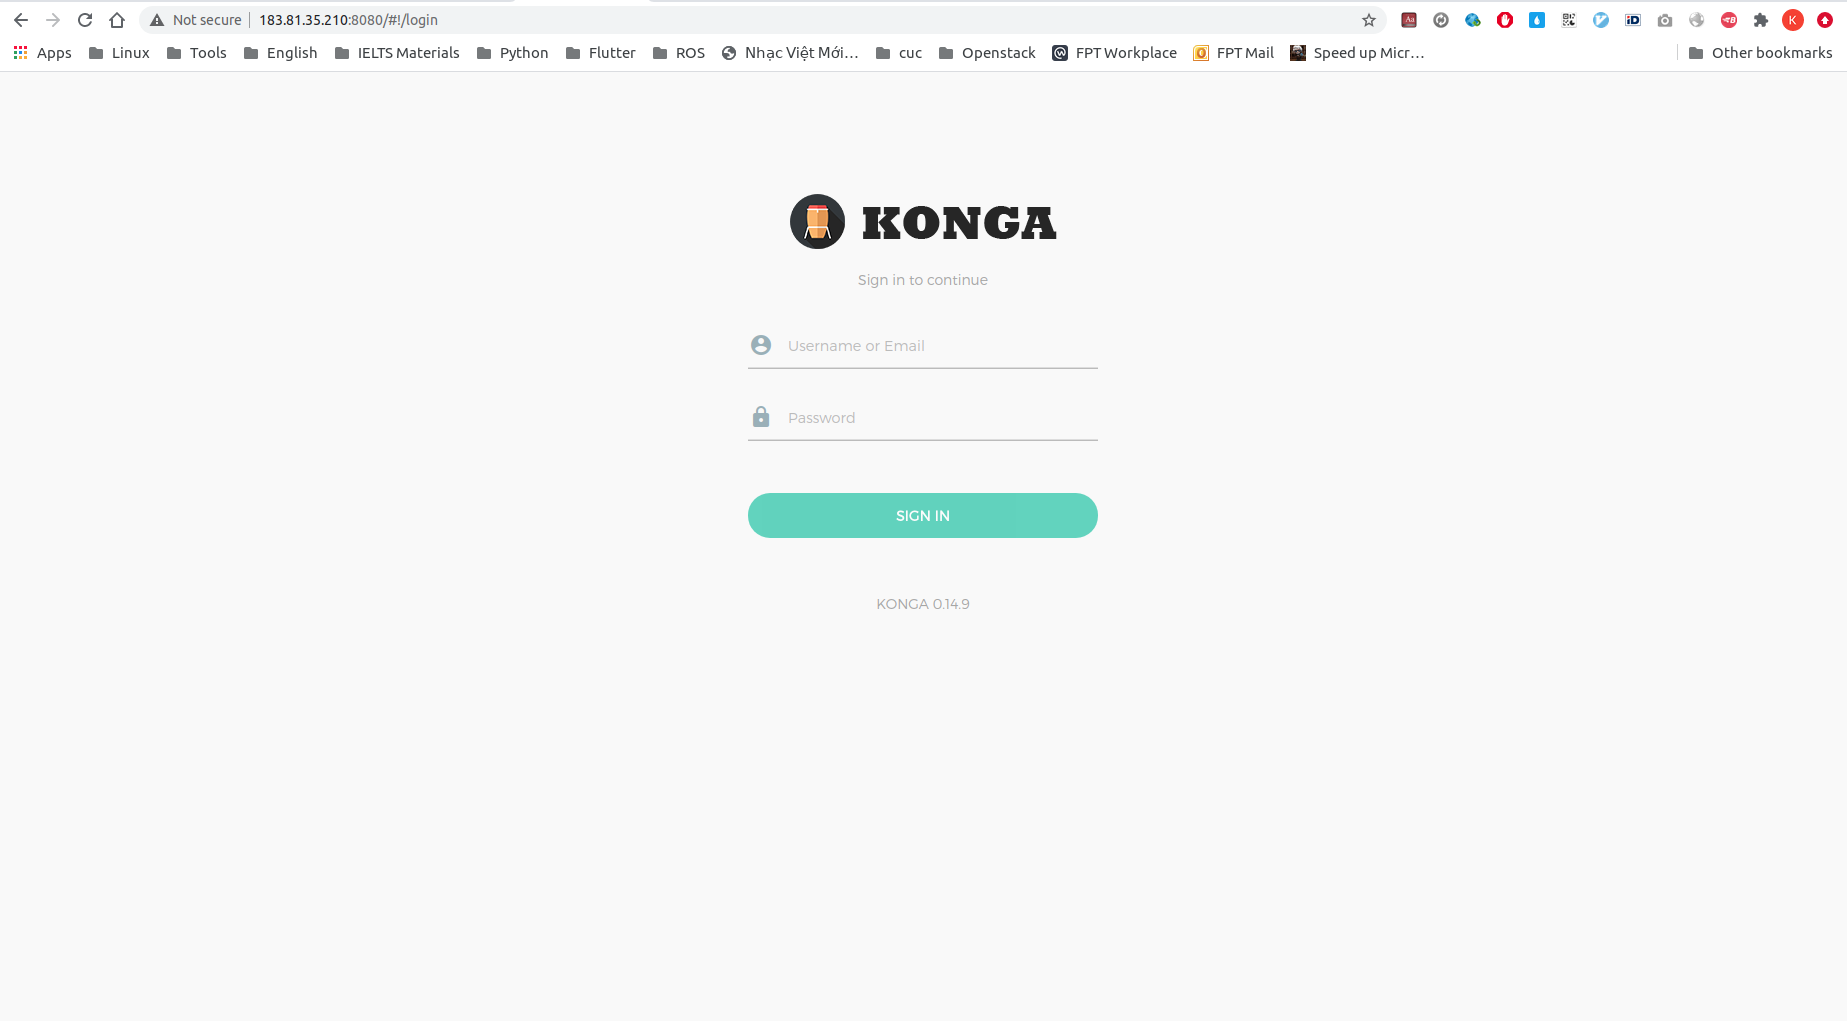 Not secure 183.81.35.210:8080/#!/login
Apps Linux Tools English IELTS Materials Python Flutter ROS Nhạc Việt Mới... cuc Openstack FPT Workplace FPT Mail Speed up Micr... Other bookmarks
KONGA
Sign in to continue
Username or Email
Password
SIGN IN
KONGA 0.14.9